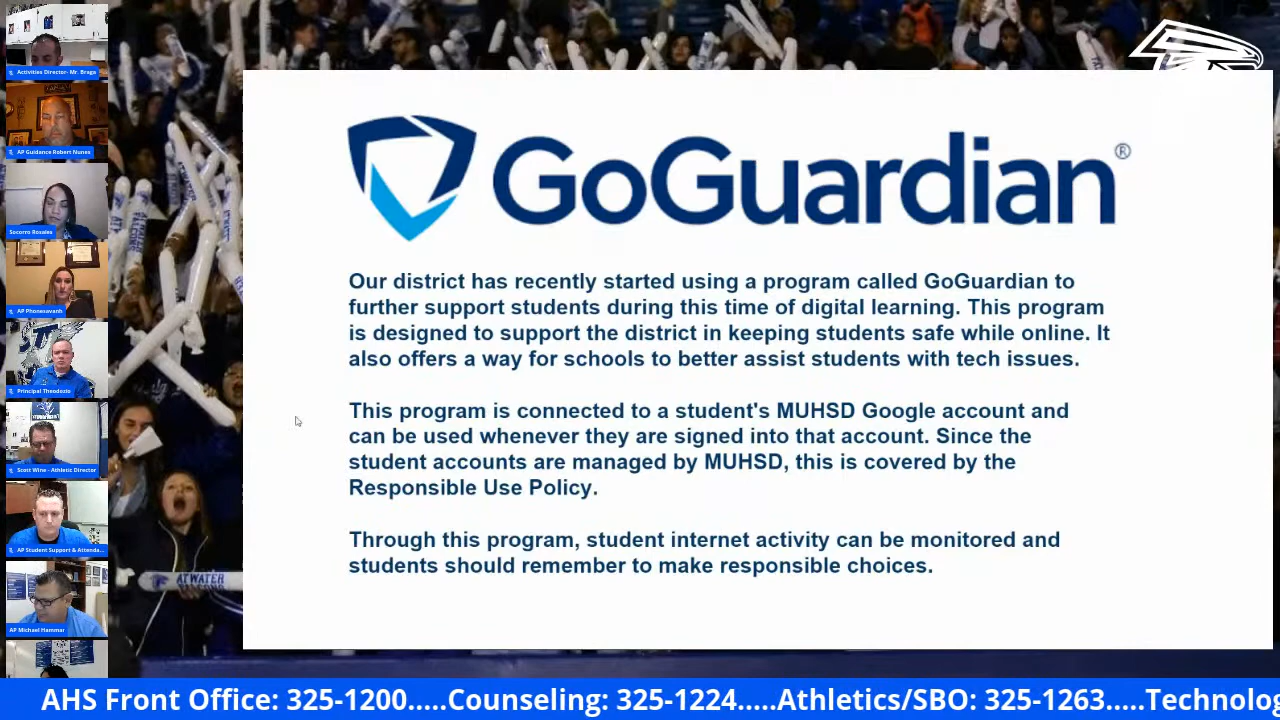 Activities Director- Mr. Braga
AP Guidance Robert Nunes
Socorro Rosales
AP Phonesavanh
Principal Theodozio
Scott Wine - Athletic Director
AP Student Support & Attenda...
AP Michael Hammar
GoGuardian®
Our district has recently started using a program called GoGuardian to
further support students during this time of digital learning. This program
is designed to support the district in keeping students safe while online. It
also offers a way for schools to better assist students with tech issues.
This program is connected to a student's MUHSD Google account and
can be used whenever they are signed into that account. Since the
student accounts are managed by MUHSD, this is covered by the
Responsible Use Policy.
Through this program, student internet activity can be monitored and
students should remember to make responsible choices.
ATWATER
FALCONS
AHS Front Office: 325-1200.....Counseling: 325-1224.....Athletics/SBO: 325-1263.....Technolog